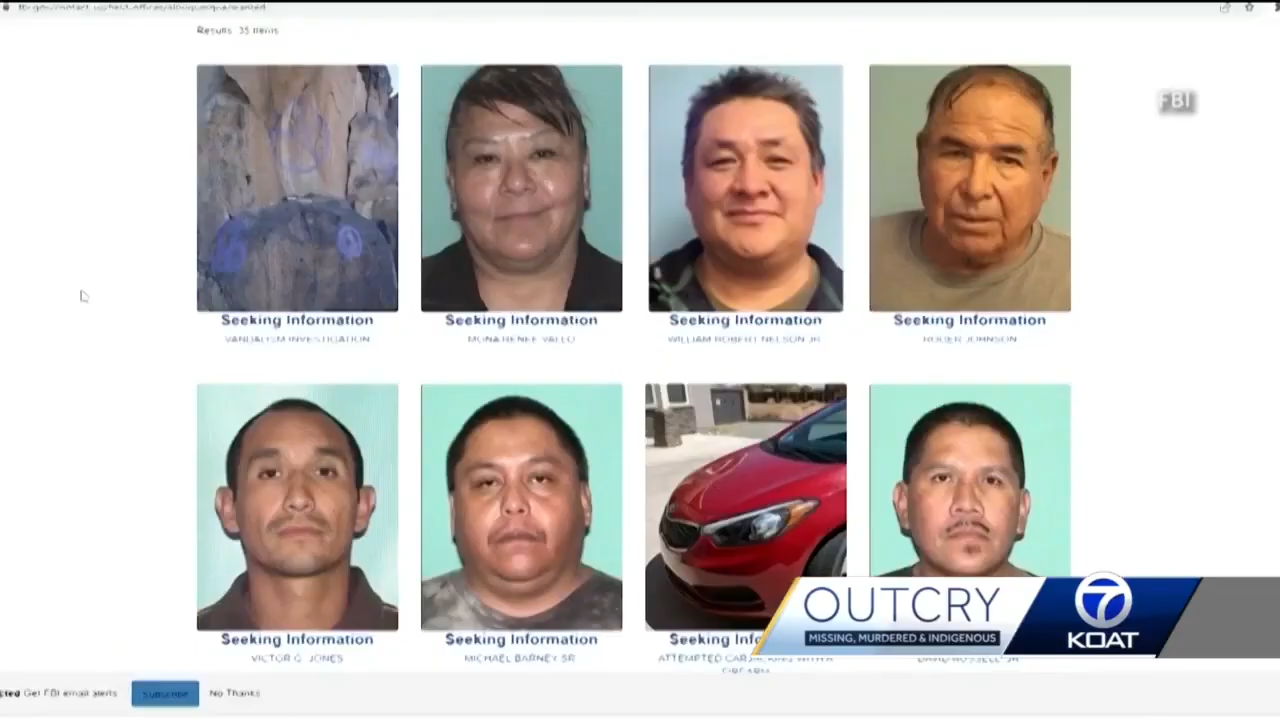 Results: 35 Items
FBI
Seeking Information
Seeking Information
Seeking Information
Seeking Information
VANDALISM INVESTIGATION
MONA RENEE VALLO
WILLIAM ROBERT NELSON JR.
ROGER JOHNSON
Seeking Information
Seeking Information
Seeking Info
VICTOR G. JONES
MICHAEL BARNEY SR
ATTEMPTED CARJACKING WITH A
FIREARM
OUTCRY
MISSING, MURDERED & INDIGENOUS
7
KOAT
Get FBI email alerts
Subscribe
No Thanks